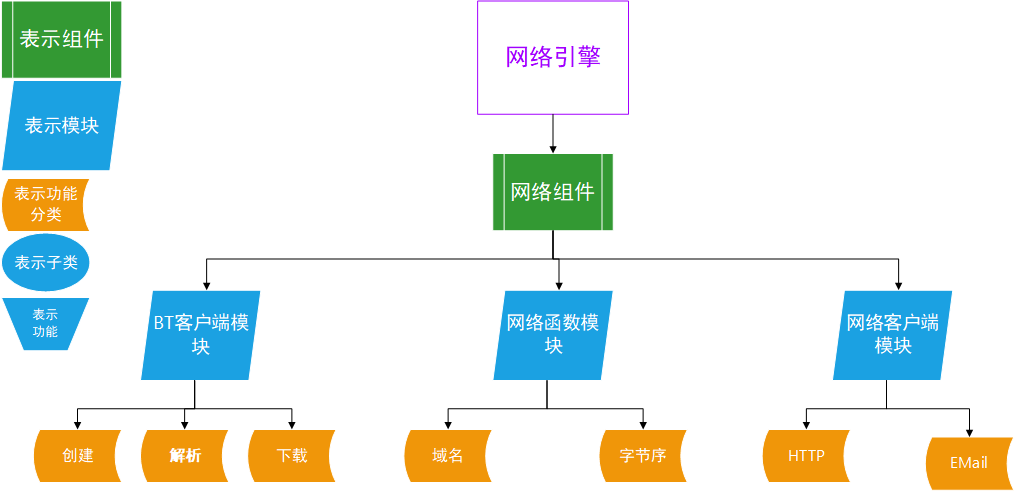 表示组件
表示模块
表示功能
分类
表示子类
表示
功能
网络引擎
网络组件
BT客户端模
块
网络函数模
块
网络客户端
模块
创建
解析
下载
域名
字节序
HTTP
EMail